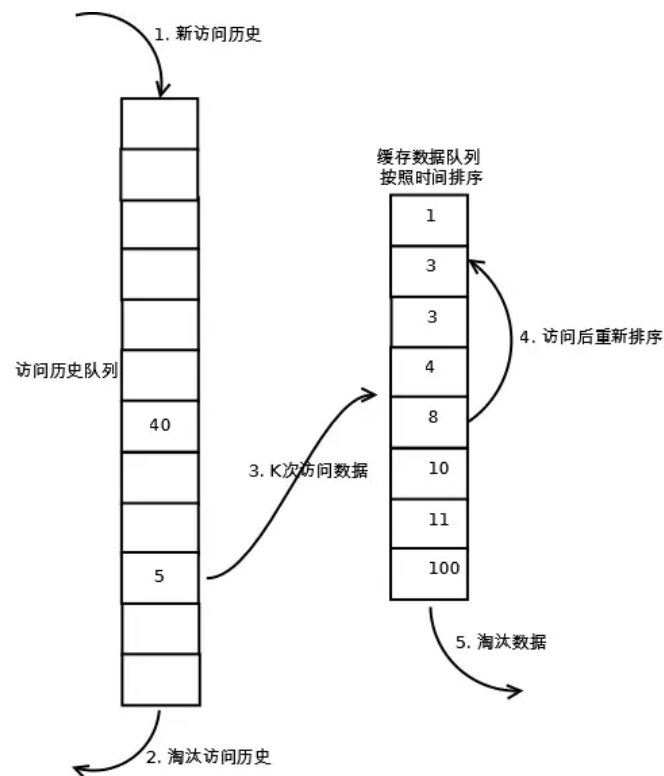 1. 新访问历史
缓存数据队列
按照时间排序
1
3
3
4
8
10
11
100
4. 访问后重新排序
访问历史队列
40
3. K次访问数据
5
5. 淘汰数据
2. 淘汰访问历史